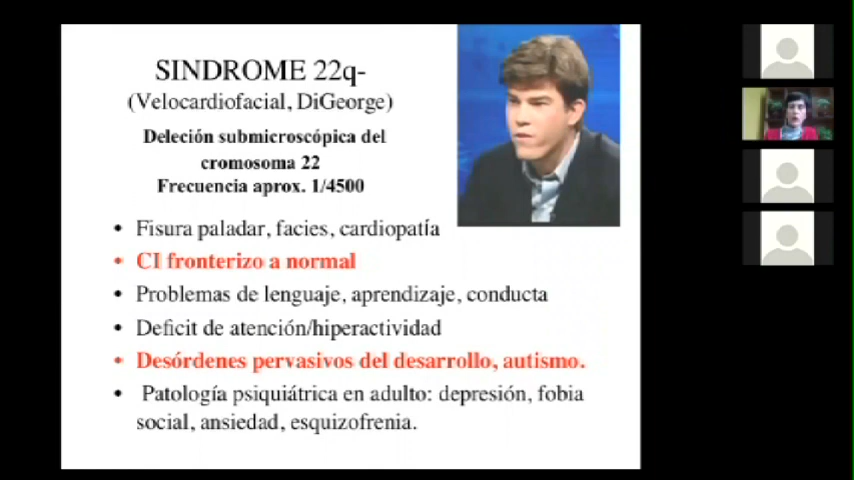 SINDROME 22q-
(Velocardiofacial, DiGeorge)
Deleción submicroscópica del
cromosoma 22
Frecuencia aprox. 1/4500
• Fisura paladar, facies, cardiopatía
• CI fronterizo a normal
• Problemas de lenguaje, aprendizaje, conducta
• Deficit de atención/hiperactividad
• Desórdenes pervasivos del desarrollo, autismo.
• Patología psiquiátrica en adulto: depresión, fobia
social, ansiedad, esquizofrenia.